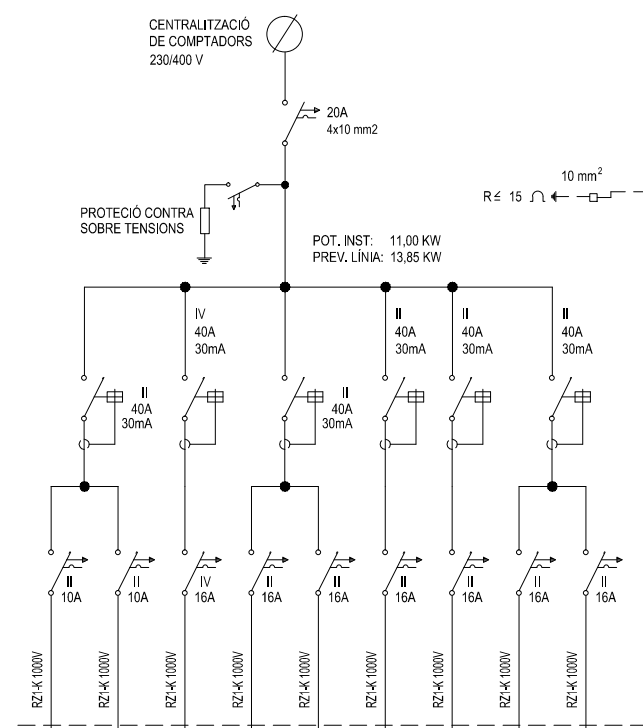 CENTRALITZACIÓ
DE COMPTADORS
230/400 V
20A
4x10 mm2
10 mm²
R≤ 15 Ω
PROTECIÓ CONTRA
SOBRE TENSIONS
POT. INST: 11,00 KW
PREV. LÍNIA: 13,85 KW
IV
40A
30mA
II
40A
30mA
II
40A
30mA
II
40A
30mA
II
40A
30mA
II
40A
30mA
II
10A
II
10A
IV
16A
II
16A
II
16A
II
16A
II
16A
II
16A
II
16A
RZ1-K 1000V
RZ1-K 1000V
RZ1-K 1000V
RZ1-K 1000V
RZ1-K 1000V
RZ1-K 1000V
RZ1-K 1000V
RZ1-K 1000V
RZ1-K 1000V